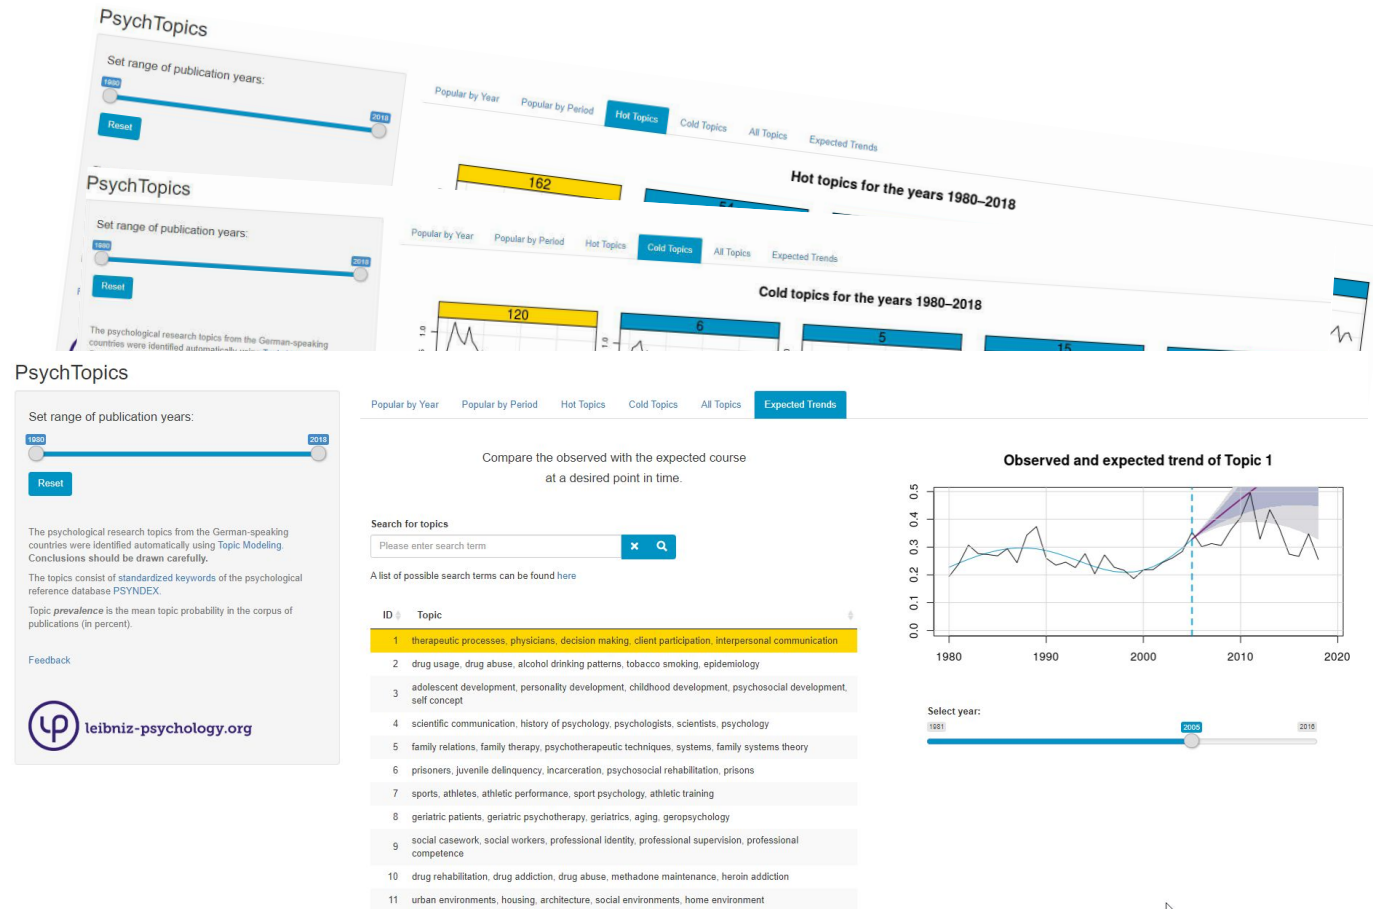 PsychTopics
Set range of publication years:
1980
2018
Reset
Popular by Year
Popular by Period
Hot Topics
Cold Topics
All Topics
Expected Trends
Hot topics for the years 1980–2018
162
54
PsychTopics
Set range of publication years:
1980
2018
Reset
The psychological research topics from the German-speaking
countries were identified automatically using
Popular by Year
Popular by Period
Hot Topics
Cold Topics
All Topics
Expected Trends
Cold topics for the years 1980–2018
120
6
5
15
1.0
1.0
PsychTopics
Set range of publication years:
1980
2018
Reset
The psychological research topics from the German-speaking
countries were identified automatically using Topic Modeling.
Conclusions should be drawn carefully.
The topics consist of standardized keywords of the psychological
reference database PSYNDEX.
Topic prevalence is the mean topic probability in the corpus of
publications (in percent).
Feedback
leibniz-psychology.org
Popular by Year
Popular by Period
Hot Topics
Cold Topics
All Topics
Expected Trends
Compare the observed with the expected course
at a desired point in time.
Search for topics
Please enter search term
A list of possible search terms can be found here
ID Topic
1 therapeutic processes, physicians, decision making, client participation, interpersonal communication
2 drug usage, drug abuse, alcohol drinking patterns, tobacco smoking, epidemiology
3 adolescent development, personality development, childhood development, psychosocial development,
self concept
4 scientific communication, history of psychology, psychologists, scientists, psychology
5 family relations, family therapy, psychotherapeutic techniques, systems, family systems theory
6 prisoners, juvenile delinquency, incarceration, psychosocial rehabilitation, prisons
7 sports, athletes, athletic performance, sport psychology, athletic training
8 geriatric patients, geriatric psychotherapy, geriatrics, aging, geropsychology
9 social casework, social workers, professional identity, professional supervision, professional
competence
10 drug rehabilitation, drug addiction, drug abuse, methadone maintenance, heroin addiction
11 urban environments, housing, architecture, social environments, home environment
Observed and expected trend of Topic 1
0.5
0.4
0.3
0.2
0.1
0.0
1980
1990
2000
2010
2020
Select year:
1981
2005
2016